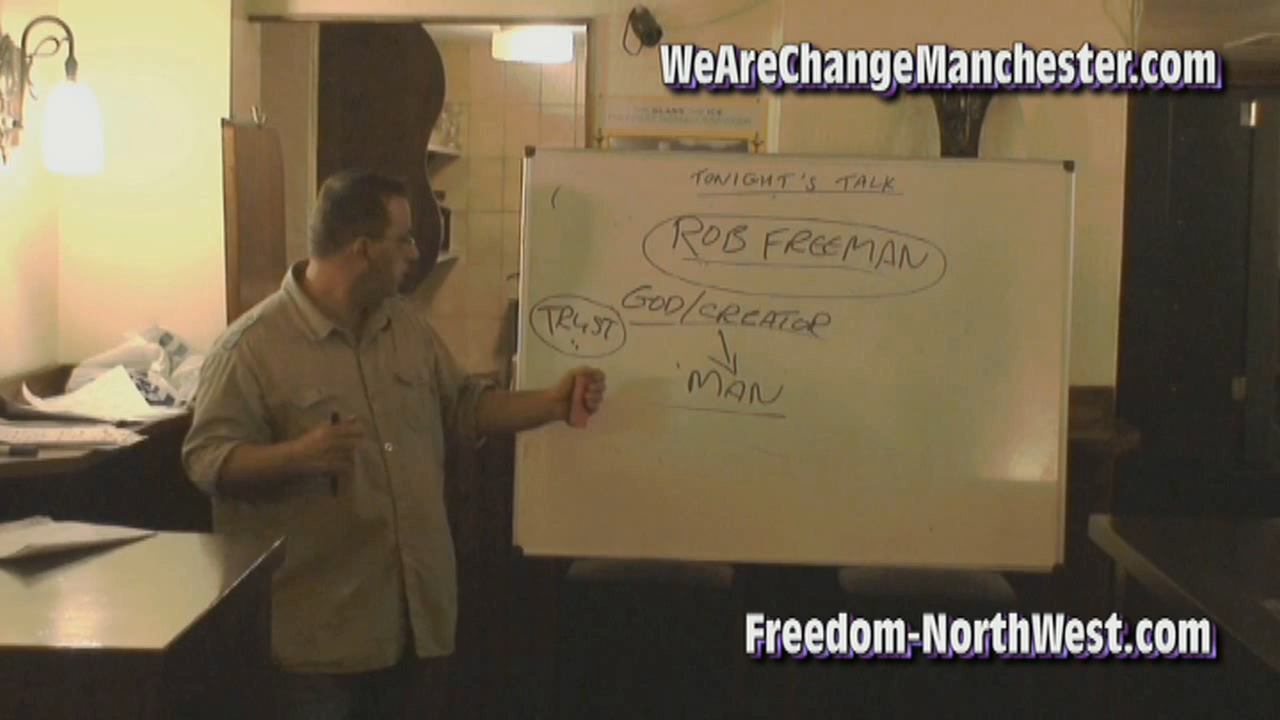 WeAreChangeManchester.com
TONIGHT'S TALK
ROB FREEMAN
GOD/CREATOR
TRUST
MAN
Freedom-NorthWest.com